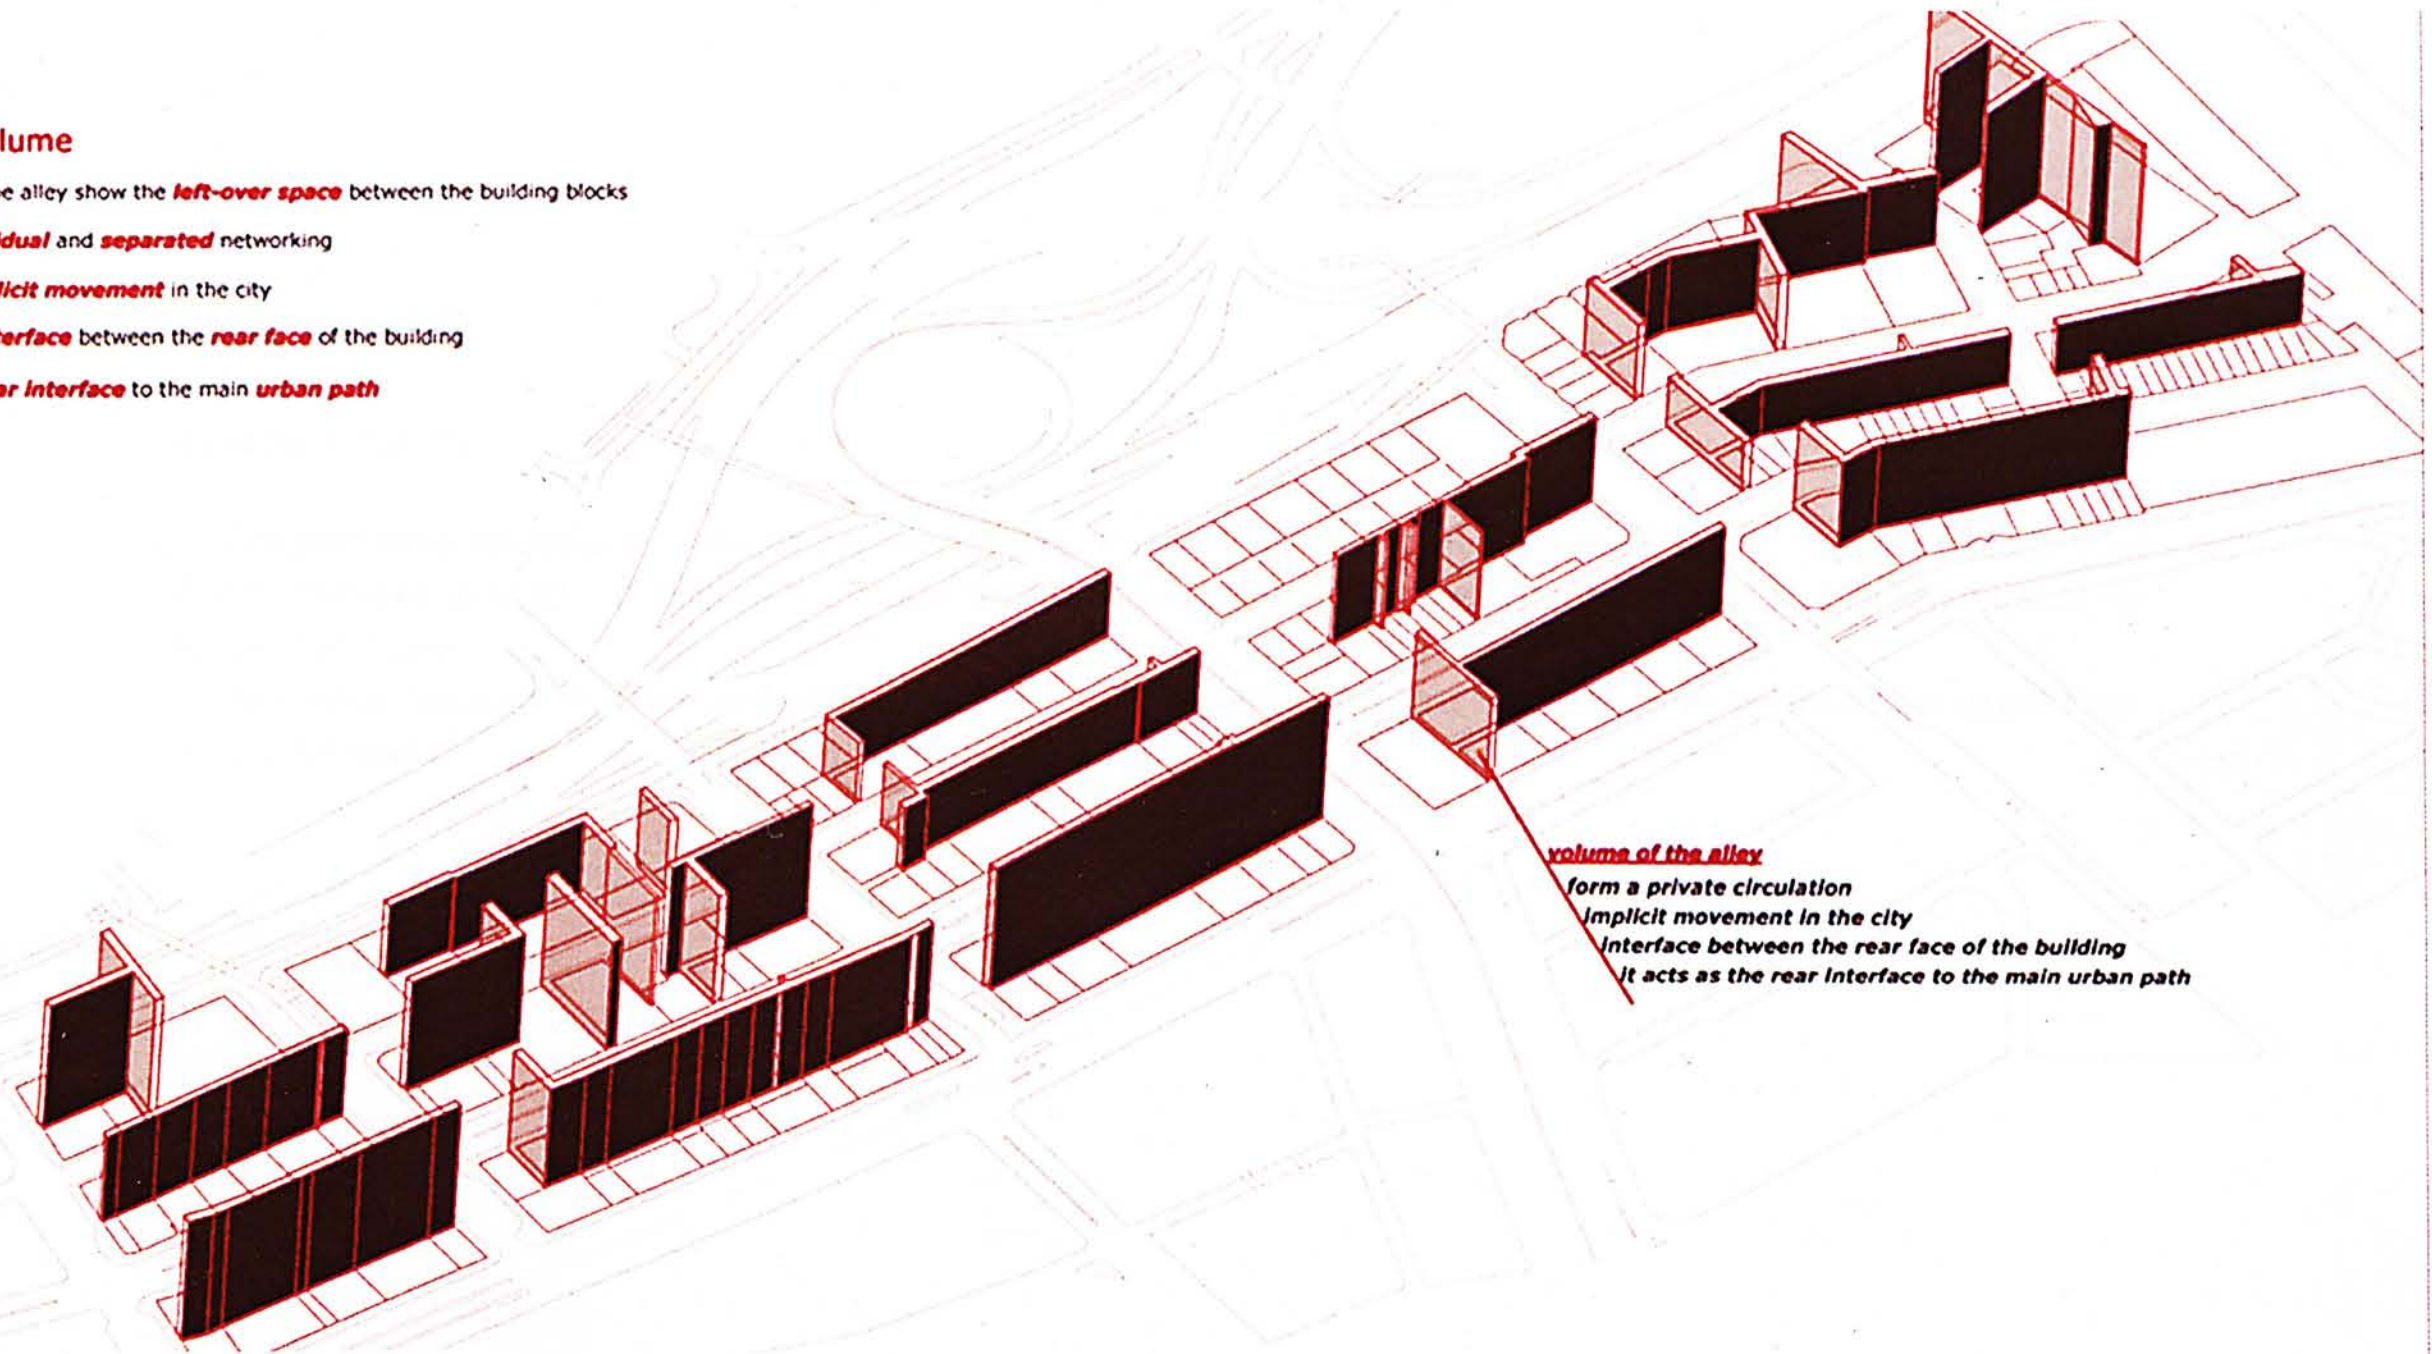 lume
e alley show the left-over space between the building blocks
dual and separated networking
licit movement in the city
erface between the rear face of the building
ar interface to the main urban path
volume of the alley
form a private circulation
implicit movement in the city
interface between the rear face of the building
it acts as the rear interface to the main urban path